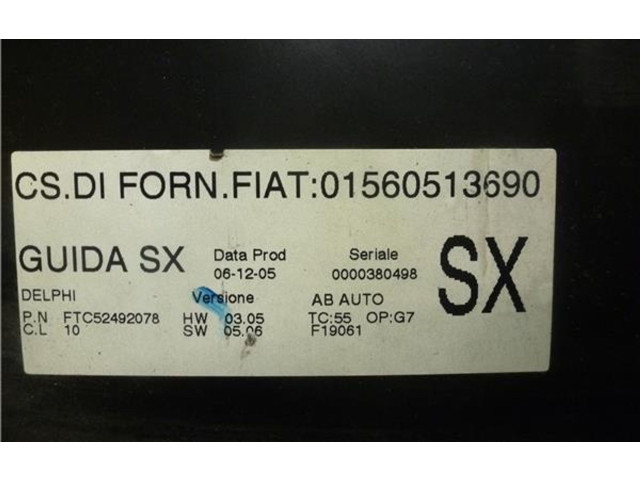 CS.DI FORN.FIAT:01560513690
GUIDA SX Data Prod Seriale SX
06-12-05 0000380498
DELPHI Versione AB AUTO
P.N FTC52492078 HW 03.05 TC:55 OP:G7
C.L 10 SW 05.06 F19061